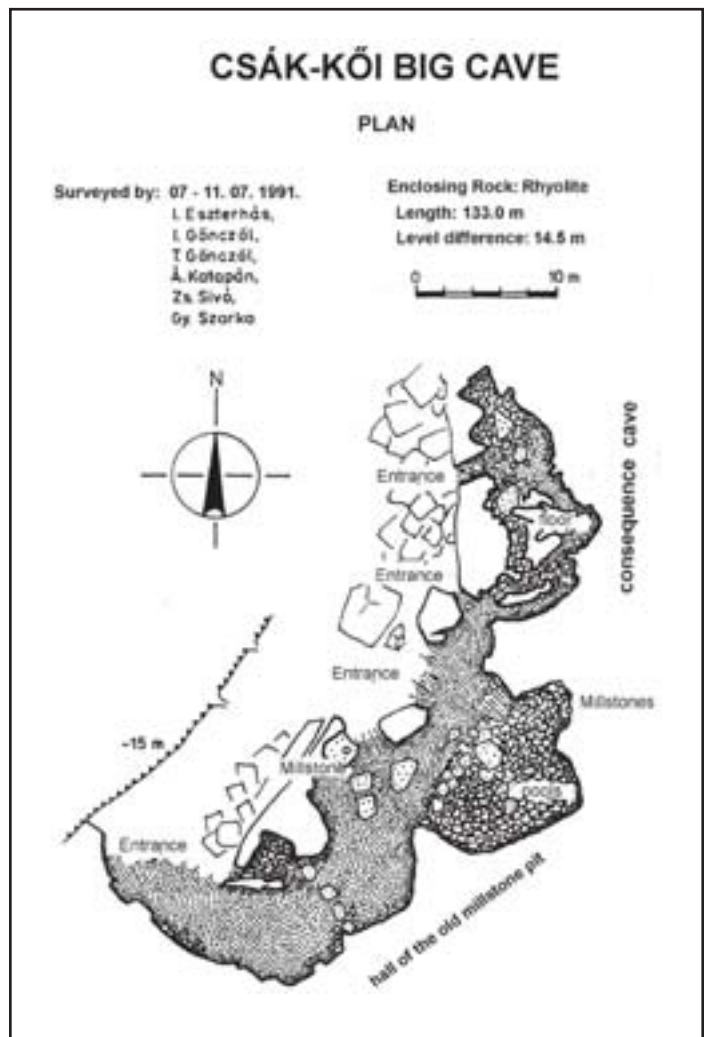 CSÁK-KŐI BIG CAVE
PLAN
Surveyed by: 07 - 11. 07. 1991.
I. Eszterhás,
I. Gönczöl,
T. Gönczöl,
Á. Katapán,
Zs. Sivó,
Gy. Szarka
Enclosing Rock: Rhyolite
Length: 133.0 m
Level difference: 14.5 m
0 10 m
N
Entrance
floor
consequence cave
Entrance
Entrance
Millstones
~15 m
Millstone
pools
Entrance
hall of the old millstone pit